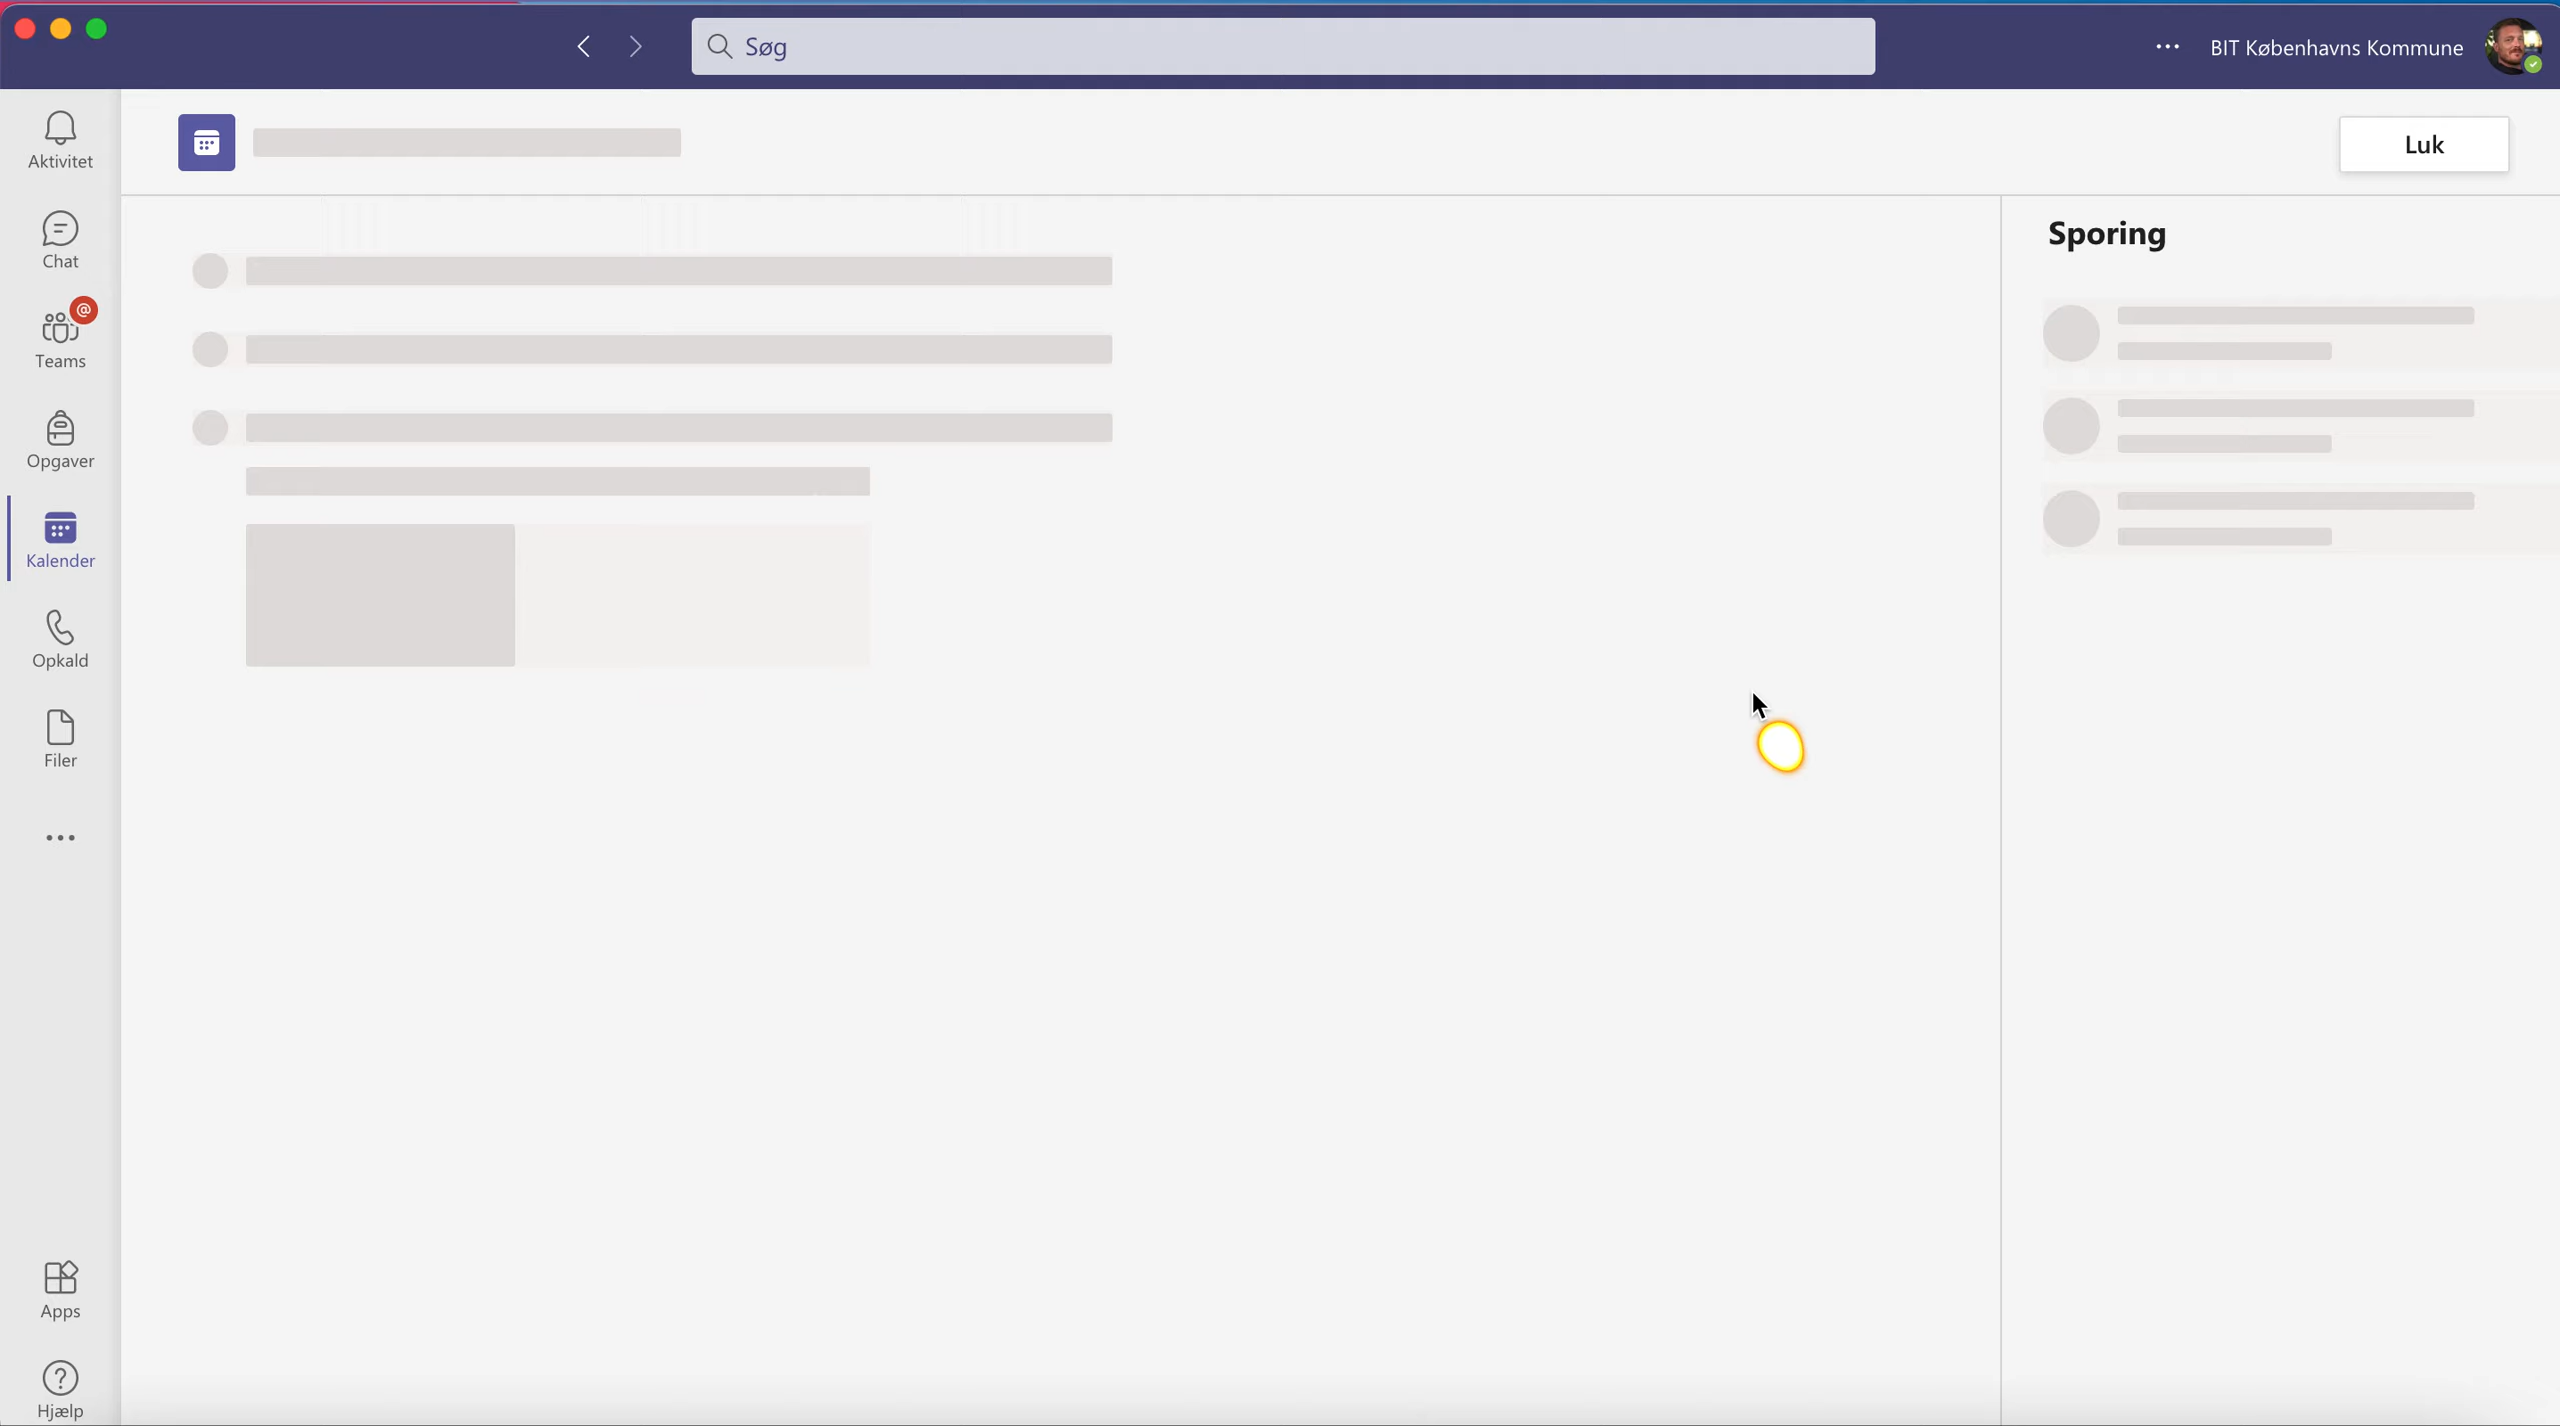 Søg
BIT Københavns Kommune
Aktivitet
Chat
@
Teams
Opgaver
Kalender
Opkald
Filer
Apps
Hjælp
Luk
Sporing